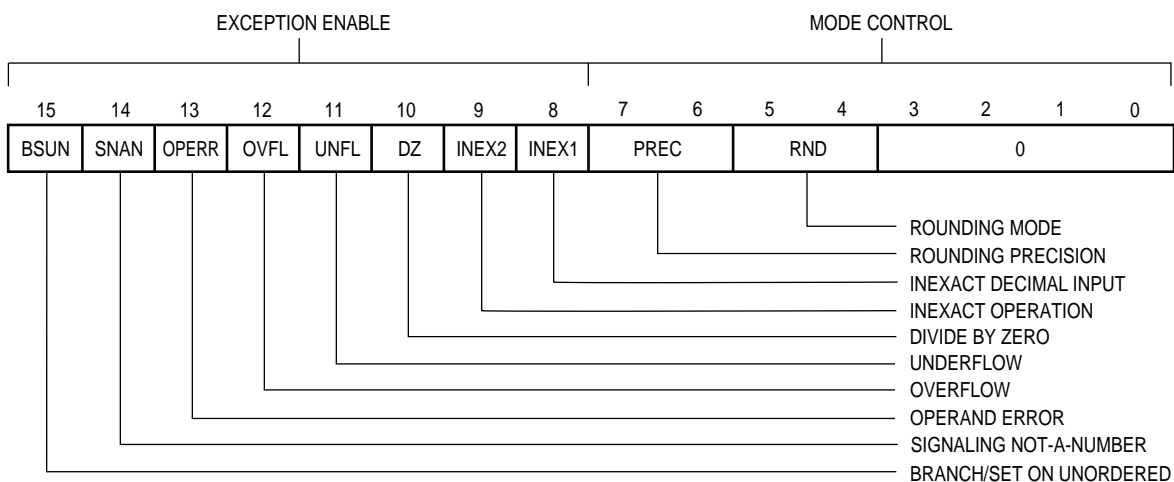 EXCEPTION ENABLE MODE CONTROL
15 14 13 12 11 10 9 8 7 6 5 4 3 2 1 0
BSUN SNAN OPERR OVFL UNFL DZ INEX2 INEX1 PREC RND 0
ROUNDING MODE
ROUNDING PRECISION
INEXACT DECIMAL INPUT
INEXACT OPERATION
DIVIDE BY ZERO
UNDERFLOW
OVERFLOW
OPERAND ERROR
SIGNALING NOT-A-NUMBER
BRANCH/SET ON UNORDERED